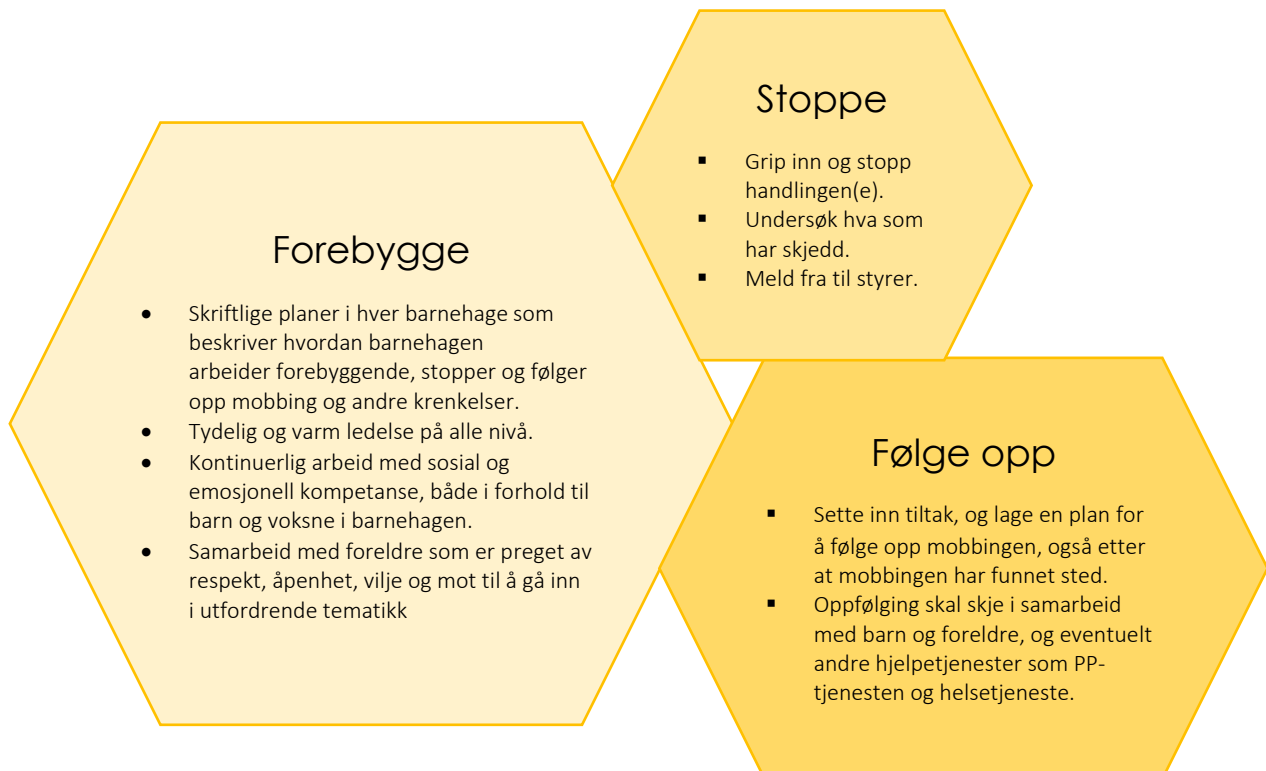 Forebygge
● Skriftlige planer i hver barnehage som
beskriver hvordan barnehagen
arbeider forebyggende, stopper og følger
opp mobbing og andre krenkelser.
● Tydelig og varm ledelse på alle nivå.
● Kontinuerlig arbeid med sosial og
emosjonell kompetanse, både i forhold til
barn og voksne i barnehagen.
● Samarbeid med foreldre som er preget av
respekt, åpenhet, vilje og mot til å gå inn
i utfordrende tematikk
Stoppe
▪ Grip inn og stopp
handlingen(e).
▪ Undersøk hva som
har skjedd.
▪ Meld fra til styrer.
Følge opp
▪ Sette inn tiltak, og lage en plan for
å følge opp mobbingen, også etter
at mobbingen har funnet sted.
▪ Oppfølging skal skje i samarbeid
med barn og foreldre, og eventuelt
andre hjelpetjenester som PP-
tjenesten og helsetjeneste.